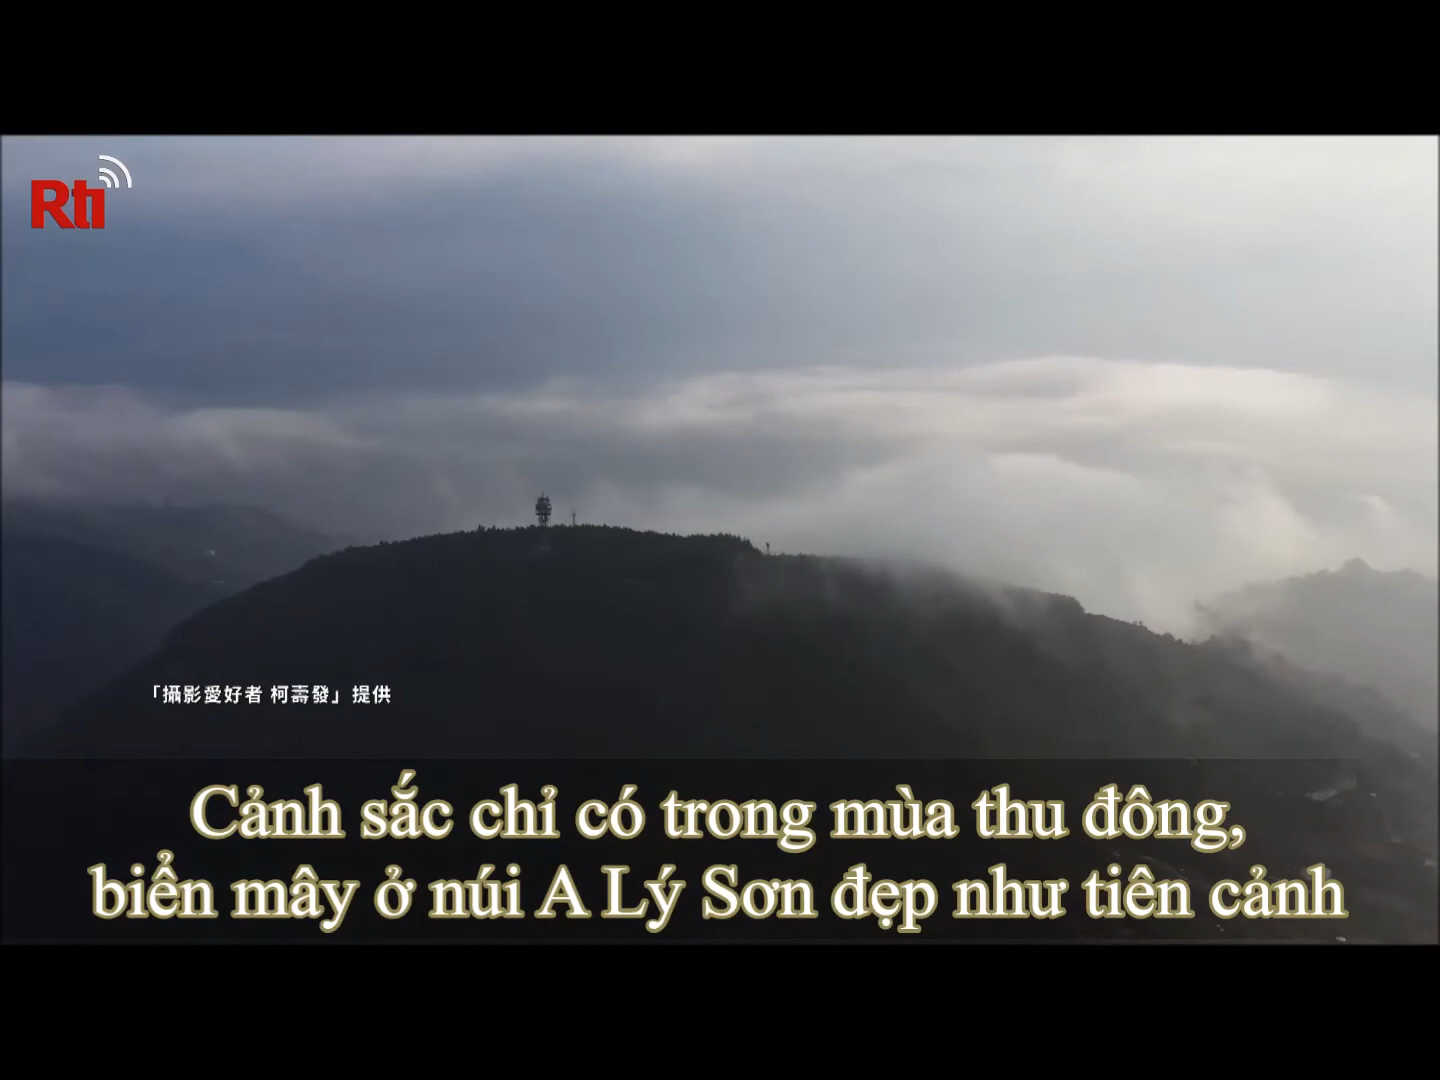 Rti
「攝影愛好者 柯壽發」提供
Cảnh sắc chỉ có trong mùa thu đông,
biển mây ở núi A Lý Sơn đẹp như tiên cảnh